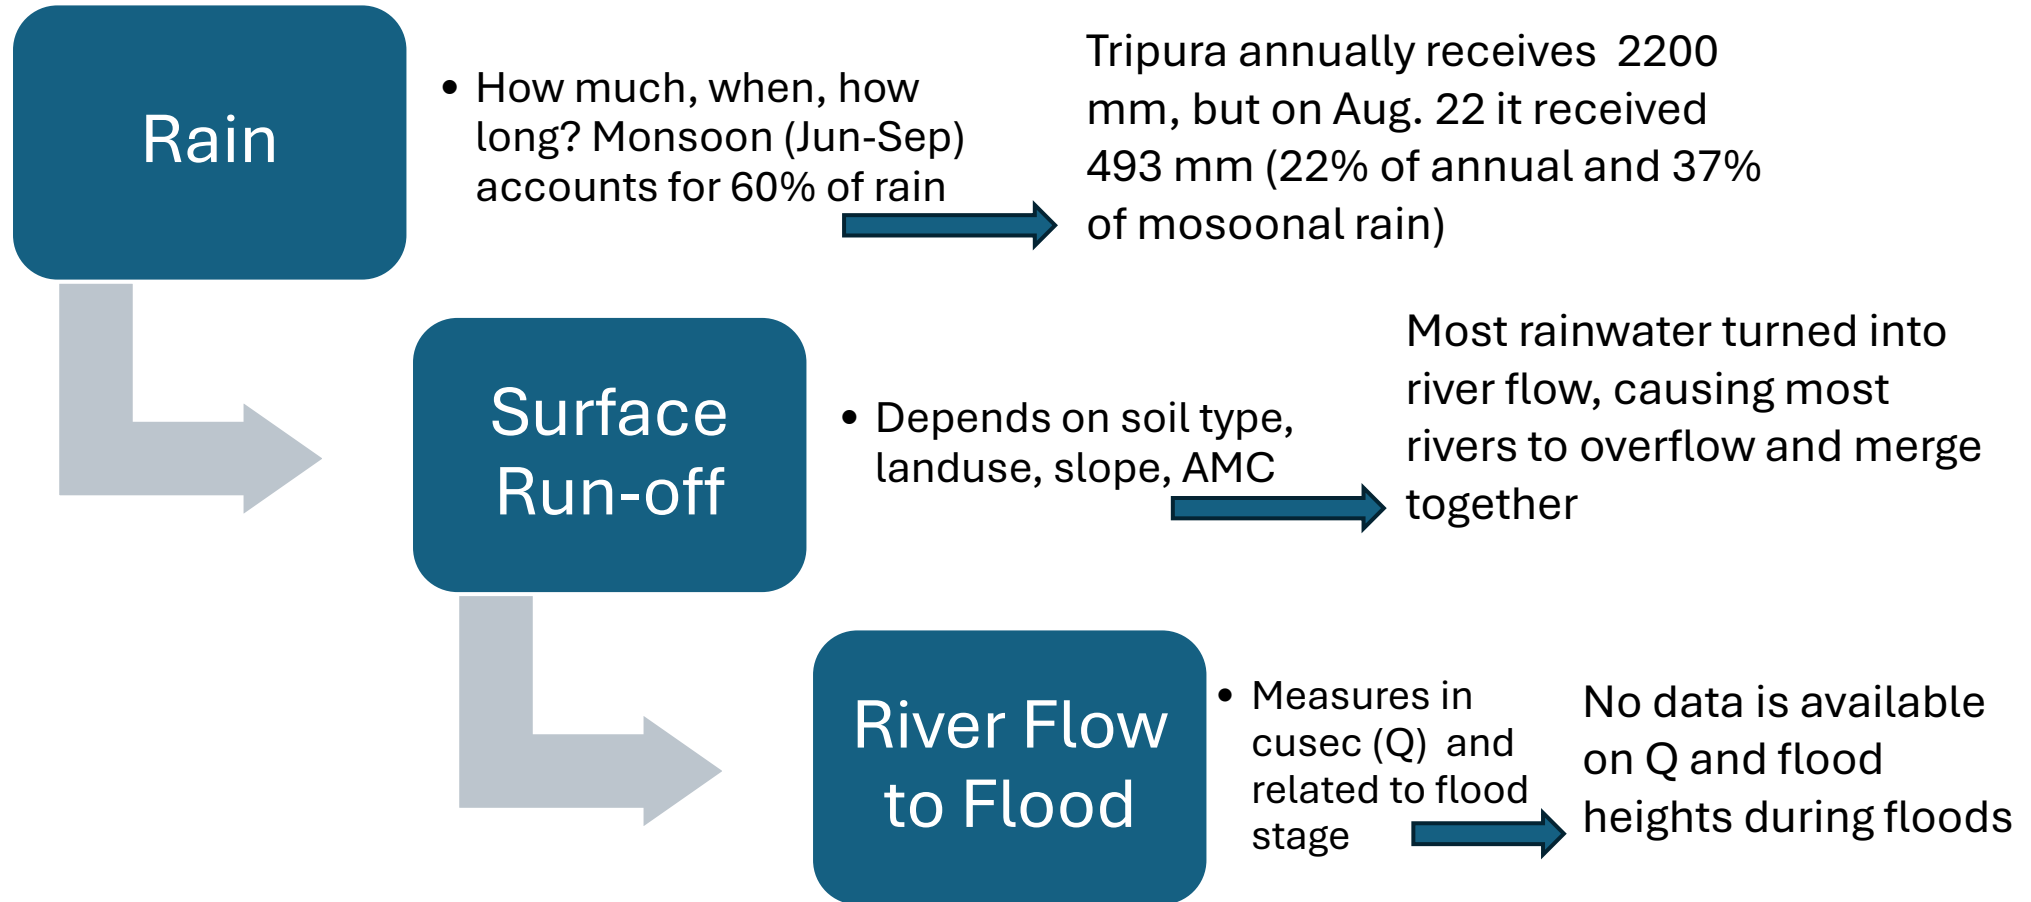 Rain
• How much, when, how
long? Monsoon (Jun-Sep)
accounts for 60% of rain
Tripura annually receives 2200
mm, but on Aug. 22 it received
493 mm (22% of annual and 37%
of mosoonal rain)
Surface
Run-off
• Depends on soil type,
landuse, slope, AMC
Most rainwater turned into
river flow, causing most
rivers to overflow and merge
together
River Flow
to Flood
• Measures in
cusec (Q) and
related to flood
stage
No data is available
on Q and flood
heights during floods